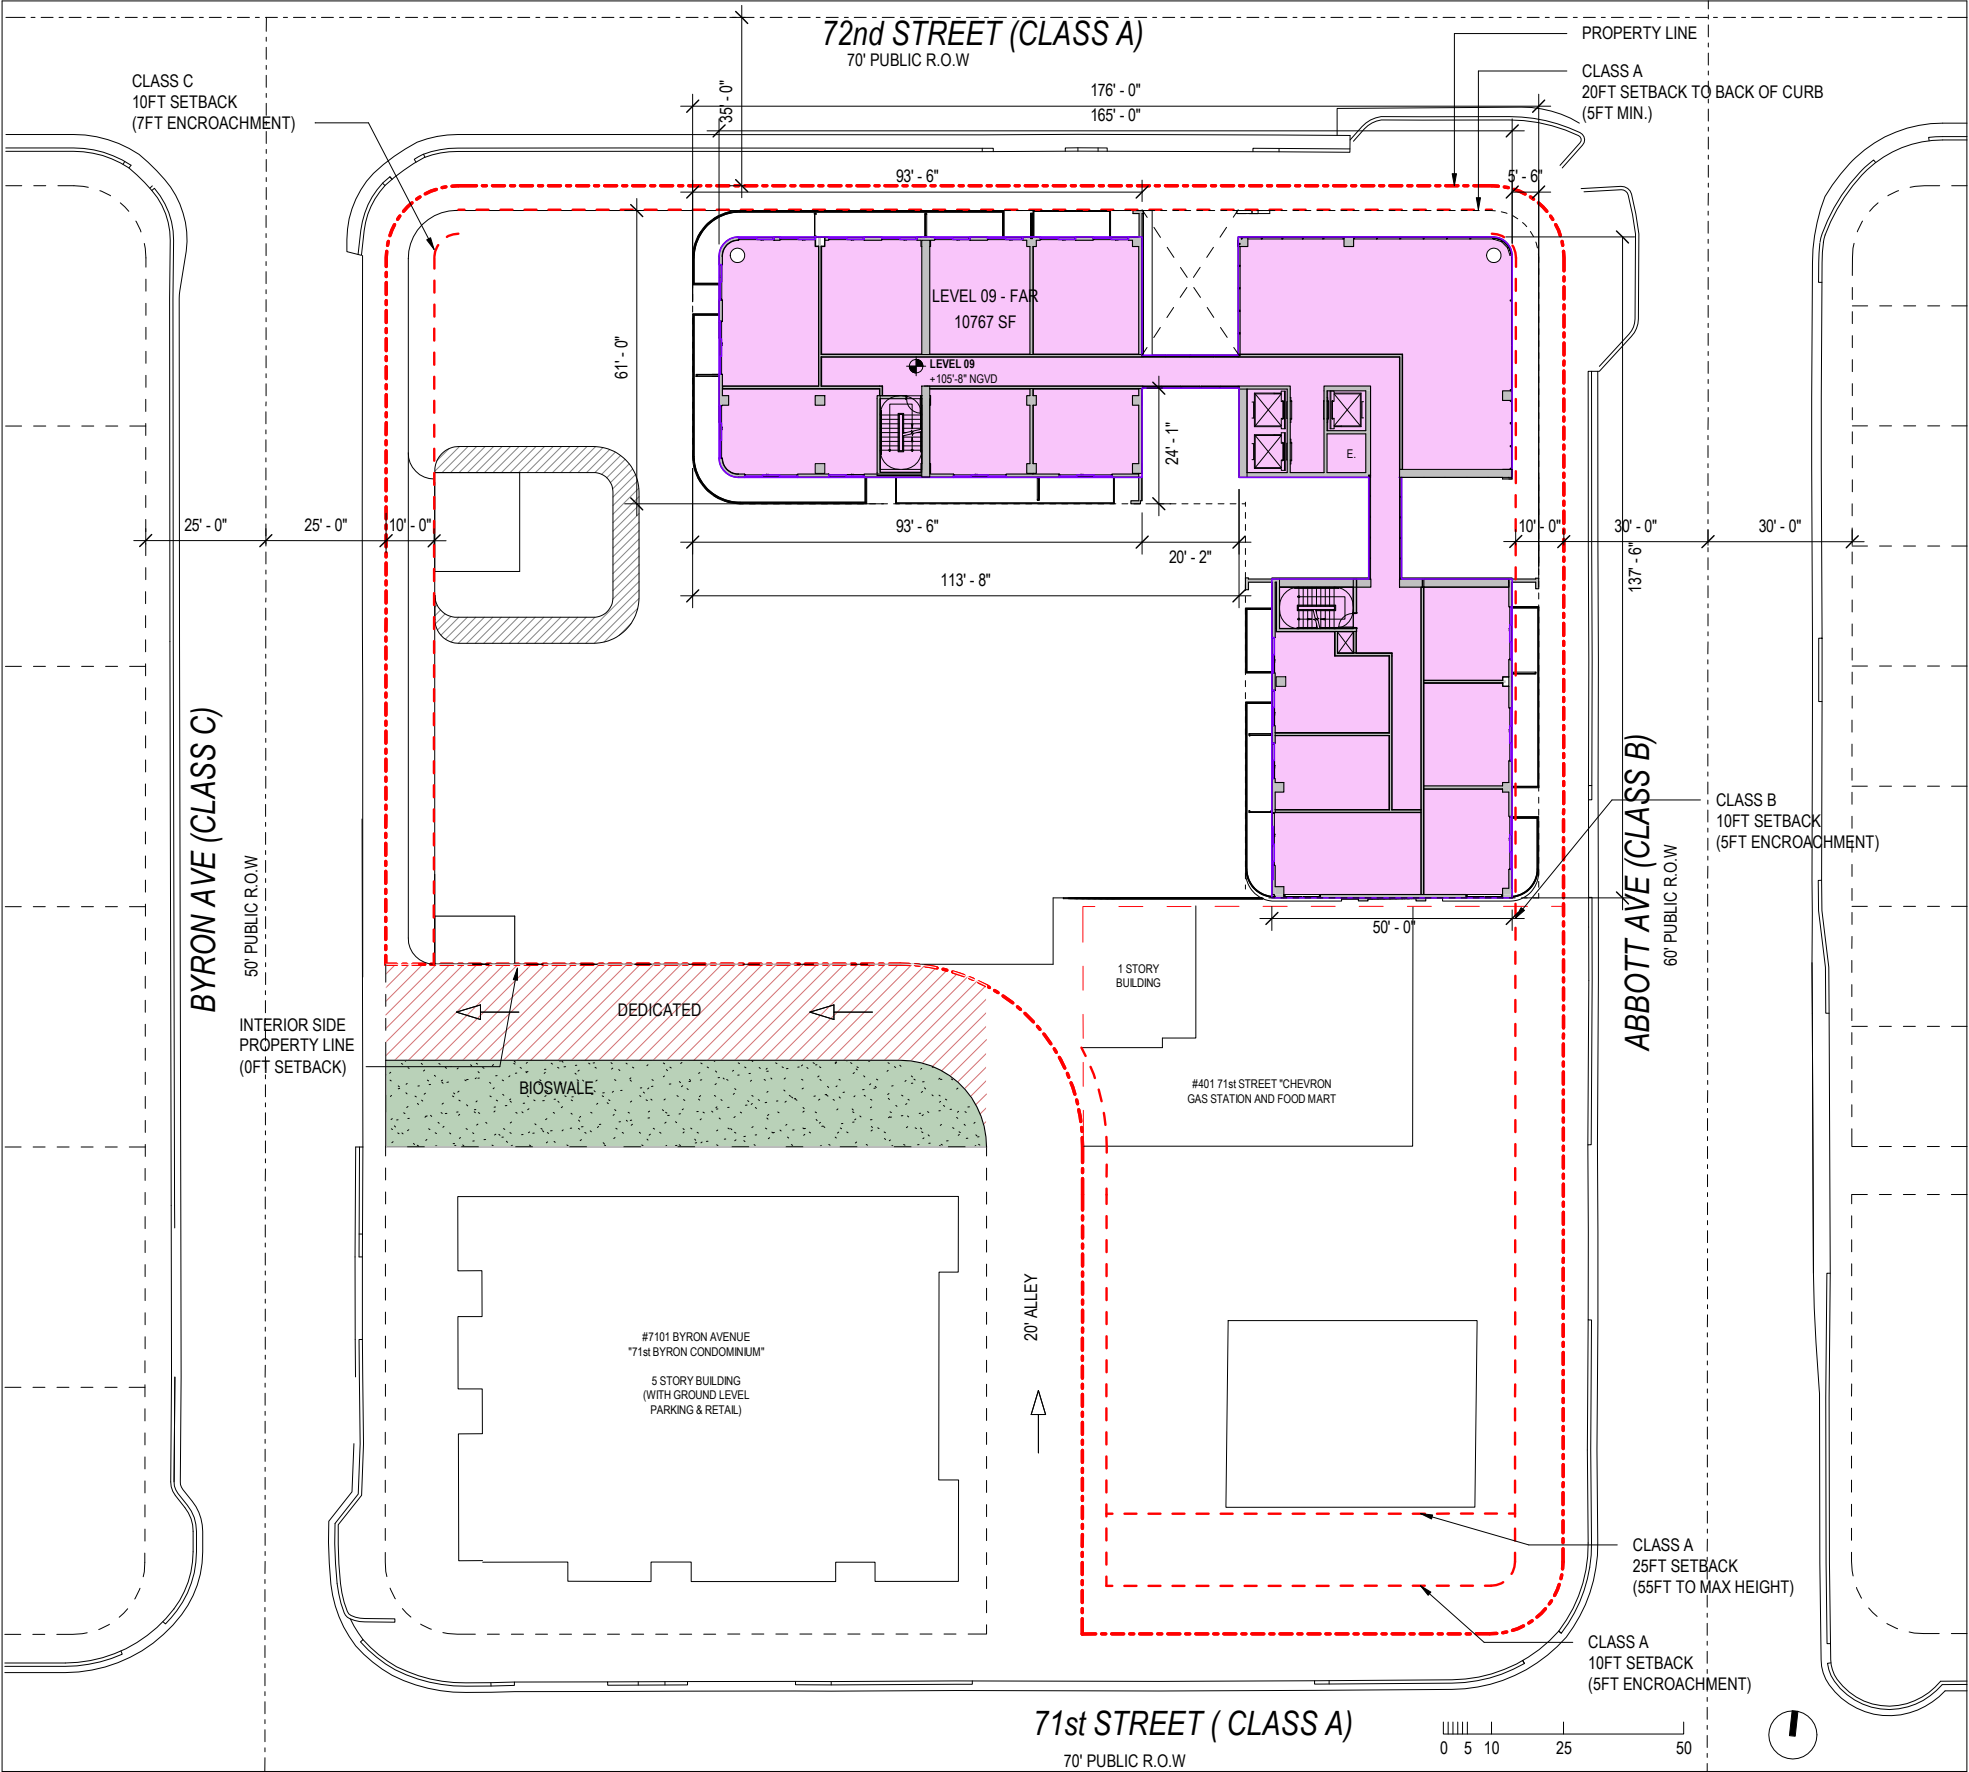 72nd STREET (CLASS A)
70' PUBLIC R.O.W
PROPERTY LINE
CLASS A
20FT SETBACK TO BACK OF CURB
(5FT MIN.)
CLASS C
10FT SETBACK
(7FT ENCROACHMENT)
35' - 0"
176' - 0"
165' - 0"
93' - 6"
5' - 6"
LEVEL 09 - FAR
10767 SF
LEVEL 09
+105'-8" NGVD
61' - 0"
24' - 1"
E.
25' - 0"
25' - 0"
10' - 0"
93' - 6"
20' - 2"
113' - 8"
10' - 0"
30' - 0"
30' - 0"
137' - 6"
BYRON AVE (CLASS C)
50' PUBLIC R.O.W
ABBOTT AVE (CLASS B)
60' PUBLIC R.O.W
CLASS B
10FT SETBACK
(5FT ENCROACHMENT)
50' - 0"
1 STORY
BUILDING
DEDICATED
INTERIOR SIDE
PROPERTY LINE
(0FT SETBACK)
BIOSWALE
#401 71st STREET "CHEVRON
GAS STATION AND FOOD MART
20' ALLEY
#7101 BYRON AVENUE
"71st BYRON CONDOMINIUM"
5 STORY BUILDING
(WITH GROUND LEVEL
PARKING & RETAIL)
CLASS A
25FT SETBACK
(55FT TO MAX HEIGHT)
CLASS A
10FT SETBACK
(5FT ENCROACHMENT)
71st STREET ( CLASS A)
70' PUBLIC R.O.W
0 5 10 25 50